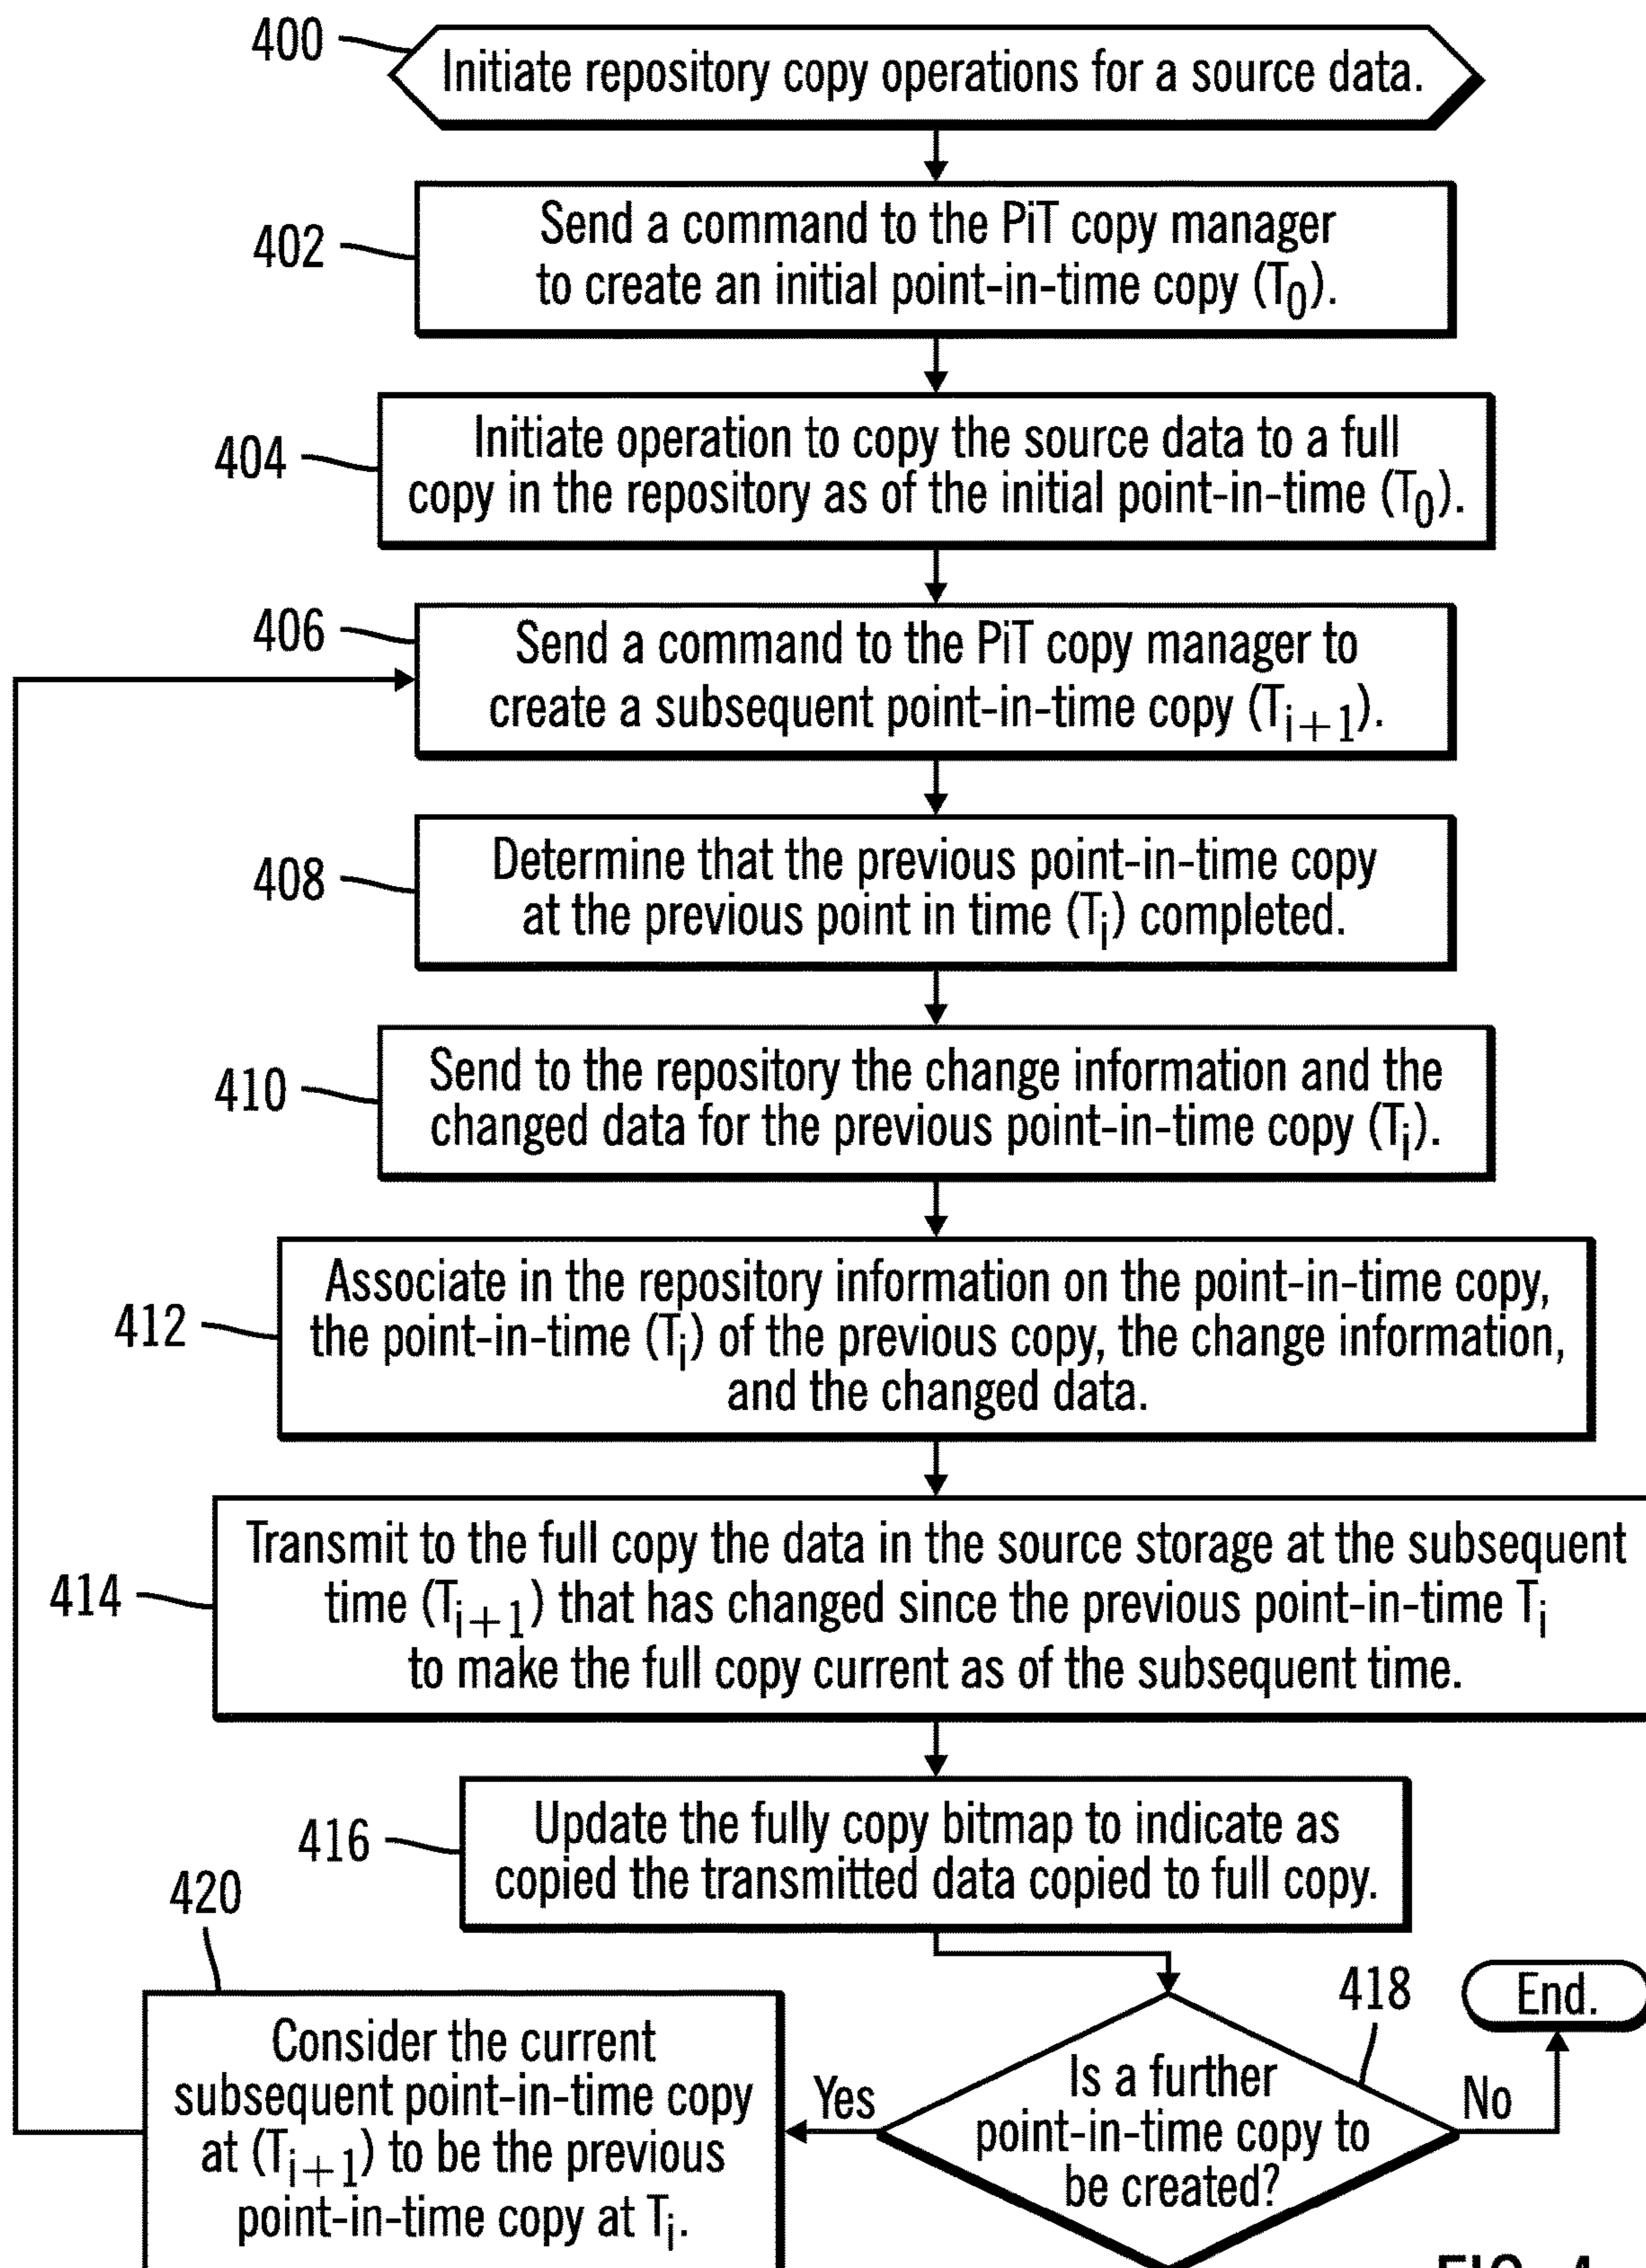 400
Initiate repository copy operations for a source data.
402
Send a command to the PiT copy manager
to create an initial point-in-time copy (T0).
404
Initiate operation to copy the source data to a full
copy in the repository as of the initial point-in-time (T0).
406
Send a command to the PiT copy manager to
create a subsequent point-in-time copy (Ti+1).
408
Determine that the previous point-in-time copy
at the previous point in time (Ti) completed.
410
Send to the repository the change information and the
changed data for the previous point-in-time copy (Ti).
412
Associate in the repository information on the point-in-time copy,
the point-in-time (Ti) of the previous copy, the change information,
and the changed data.
414
Transmit to the full copy the data in the source storage at the subsequent
time (Ti+1) that has changed since the previous point-in-time Ti
to make the full copy current as of the subsequent time.
416
Update the fully copy bitmap to indicate as
copied the transmitted data copied to full copy.
418
Is a further
point-in-time copy to
be created?
No
End.
Yes
420
Consider the current
subsequent point-in-time copy
at (Ti+1) to be the previous
point-in-time copy at Ti.